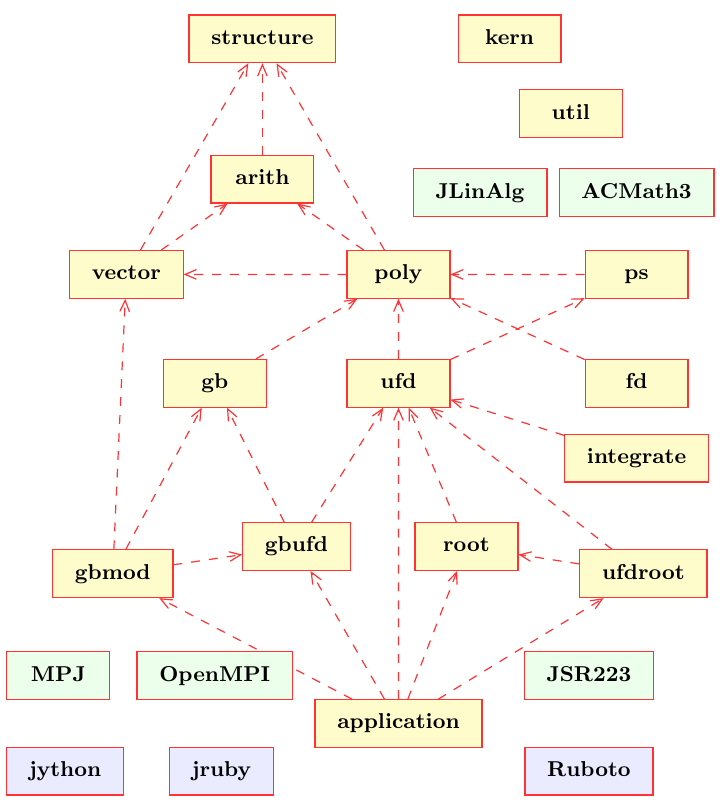 structure
kern
util
arith
JLinAlg
ACMath3
vector
poly
ps
gb
ufd
fd
integrate
gbufd
root
gbmod
ufdroot
MPJ
OpenMPI
JSR223
application
jython
jruby
Ruboto